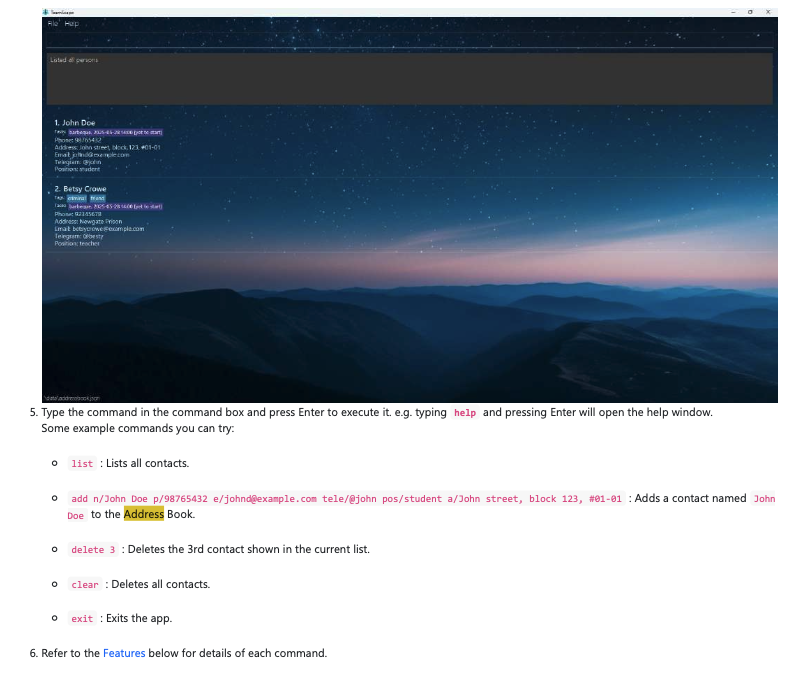 TeamScape
File Help
Listed all persons
1. John Doe
Tasks: barbeque, 2025-05-28 14:00 (yet to start)
Phone: 98765432
Address: John street, block 123, #01-01
Email: johnd@example.com
Telegram: @john
Position: student
2. Betsy Crowe
Tags: criminal friend
Tasks: barbeque, 2025-05-28 14:00 (yet to start)
Phone: 92345678
Address: Newgate Prison
Email: betsycrowe@example.com
Telegram: @betsy
Position: teacher
\data\addressbook.json
5. Type the command in the command box and press Enter to execute it. e.g. typing help and pressing Enter will open the help window.
Some example commands you can try:
list : Lists all contacts.
add n/John Doe p/98765432 e/johnd@example.com tele/@john pos/student a/John street, block 123, #01-01 : Adds a contact named John
Doe to the Address Book.
delete 3 : Deletes the 3rd contact shown in the current list.
clear : Deletes all contacts.
exit : Exits the app.
6. Refer to the Features below for details of each command.